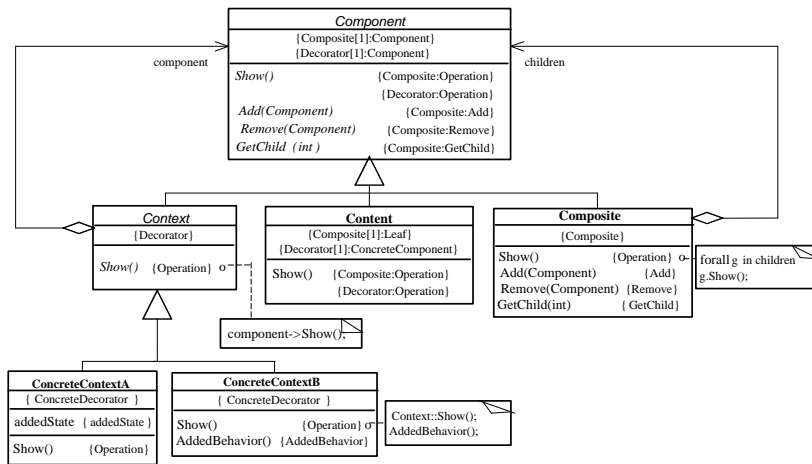 Component
{Composite[1]:Component}
{Decorator[1]:Component}
component
children
Show() {Composite:Operation}
{Decorator:Operation}
Add(Component) {Composite:Add}
Remove(Component) {Composite:Remove}
GetChild (int ) {Composite:GetChild}
Context
{Decorator}
Show() {Operation} o
component->Show();
Content
{Composite[1]:Leaf}
{Decorator[1]:ConcreteComponent}
Show() {Composite:Operation}
{Decorator:Operation}
Composite
{Composite}
Show() {Operation} o
Add(Component) {Add}
Remove(Component) {Remove}
GetChild(int) { GetChild}
forall g in children
g.Show();
ConcreteContextA
{ ConcreteDecorator }
addedState { addedState }
Show() {Operation}
ConcreteContextB
{ ConcreteDecorator }
Show() {Operation} o
AddedBehavior() {AddedBehavior}
Context::Show();
AddedBehavior();